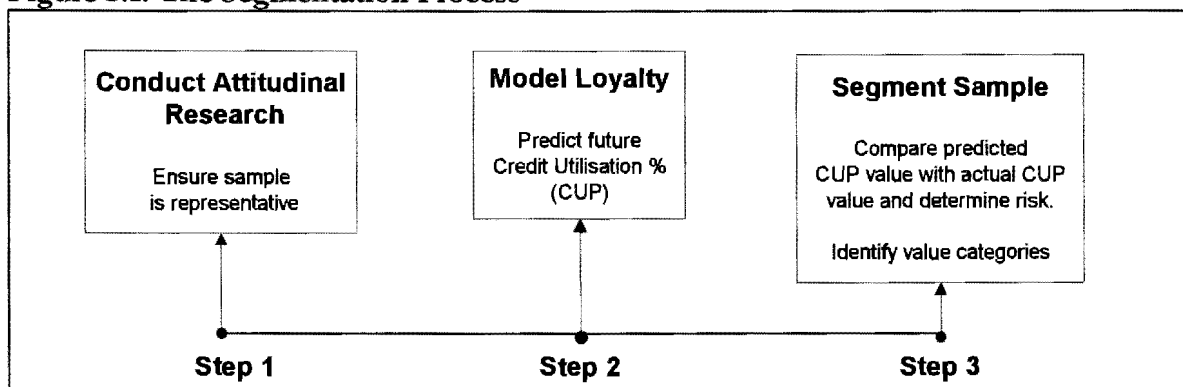 Conduct Attitudinal
Research
Ensure sample
is representative
Model Loyalty
Predict future
Credit Utilisation %
(CUP)
Segment Sample
Compare predicted
CUP value with actual CUP
value and determine risk.
Identify value categories
Step 1
Step 2
Step 3